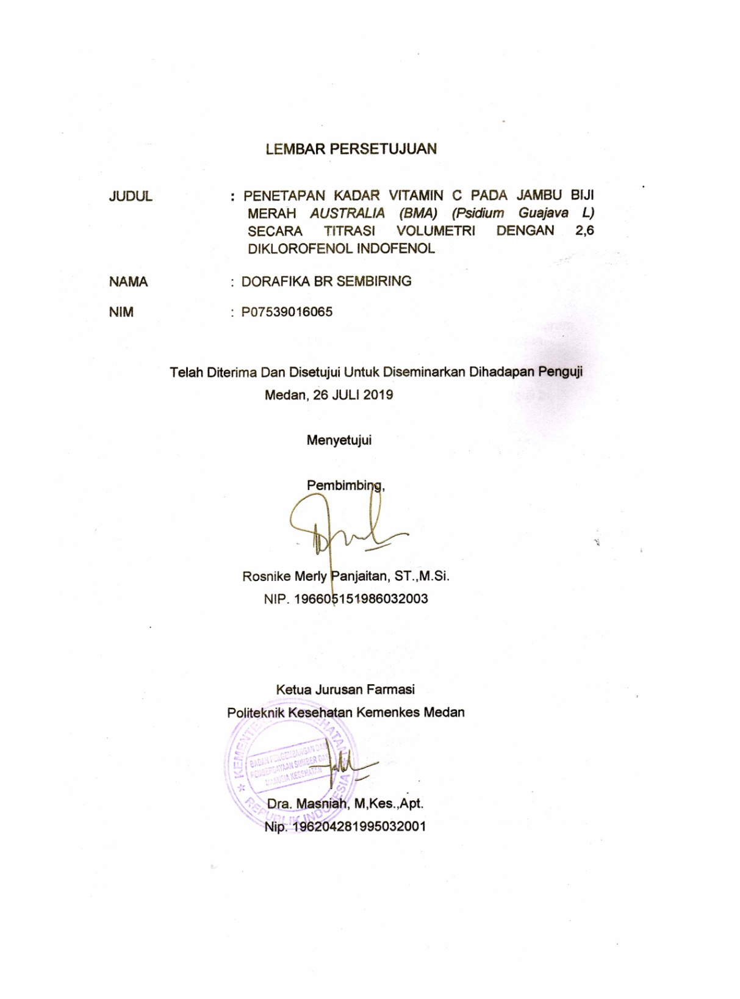 LEMBAR PERSETUJUAN
JUDUL : PENETAPAN KADAR VITAMIN C PADA JAMBU BIJI
MERAH AUSTRALIA (BMA) (Psidium Guajava L)
SECARA TITRASI VOLUMETRI DENGAN 2,6
DIKLOROFENOL INDOFENOL
NAMA : DORAFIKA BR SEMBIRING
NIM : P07539016065
Telah Diterima Dan Disetujui Untuk Diseminarkan Dihadapan Penguji
Medan, 26 JULI 2019
Menyetujui
Pembimbing,
Rosnike Merly Panjaitan, ST.,M.Si.
NIP. 196605151986032003
Ketua Jurusan Farmasi
Politeknik Kesehatan Kemenkes Medan
KESEHATAN
BADAN PENGEMBANGAN DAN
PEMBERDAYAAN SUMBER DAYA
MANUSIA KESEHATAN
REPUBLIK INDONESIA
Dra. Masniah, M,Kes.,Apt.
Nip. 196204281995032001